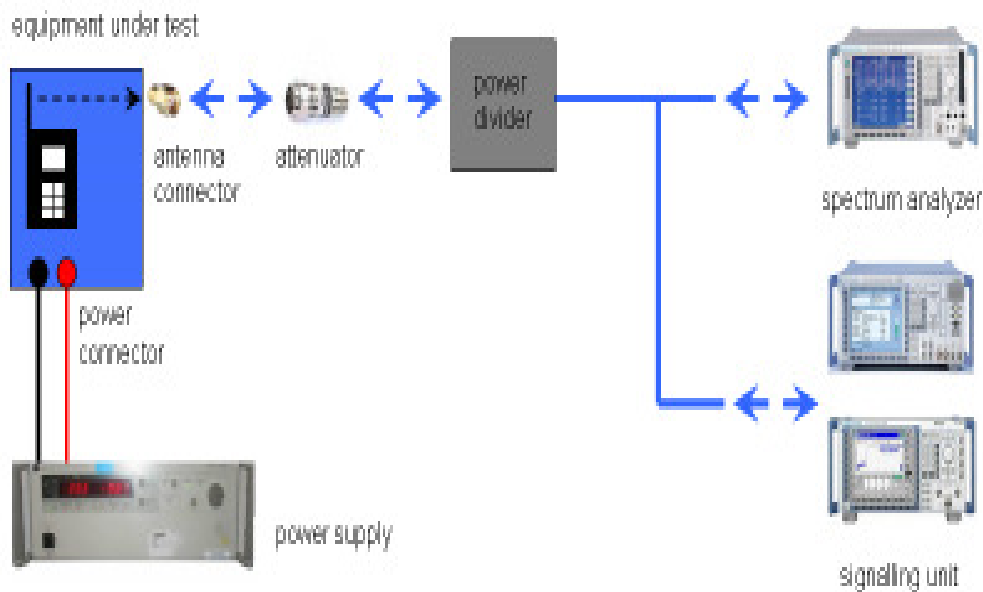 equipment under test
power
divider
antenna
connector
attenuator
spectrum analyzer
power
connector
power supply
signalling unit